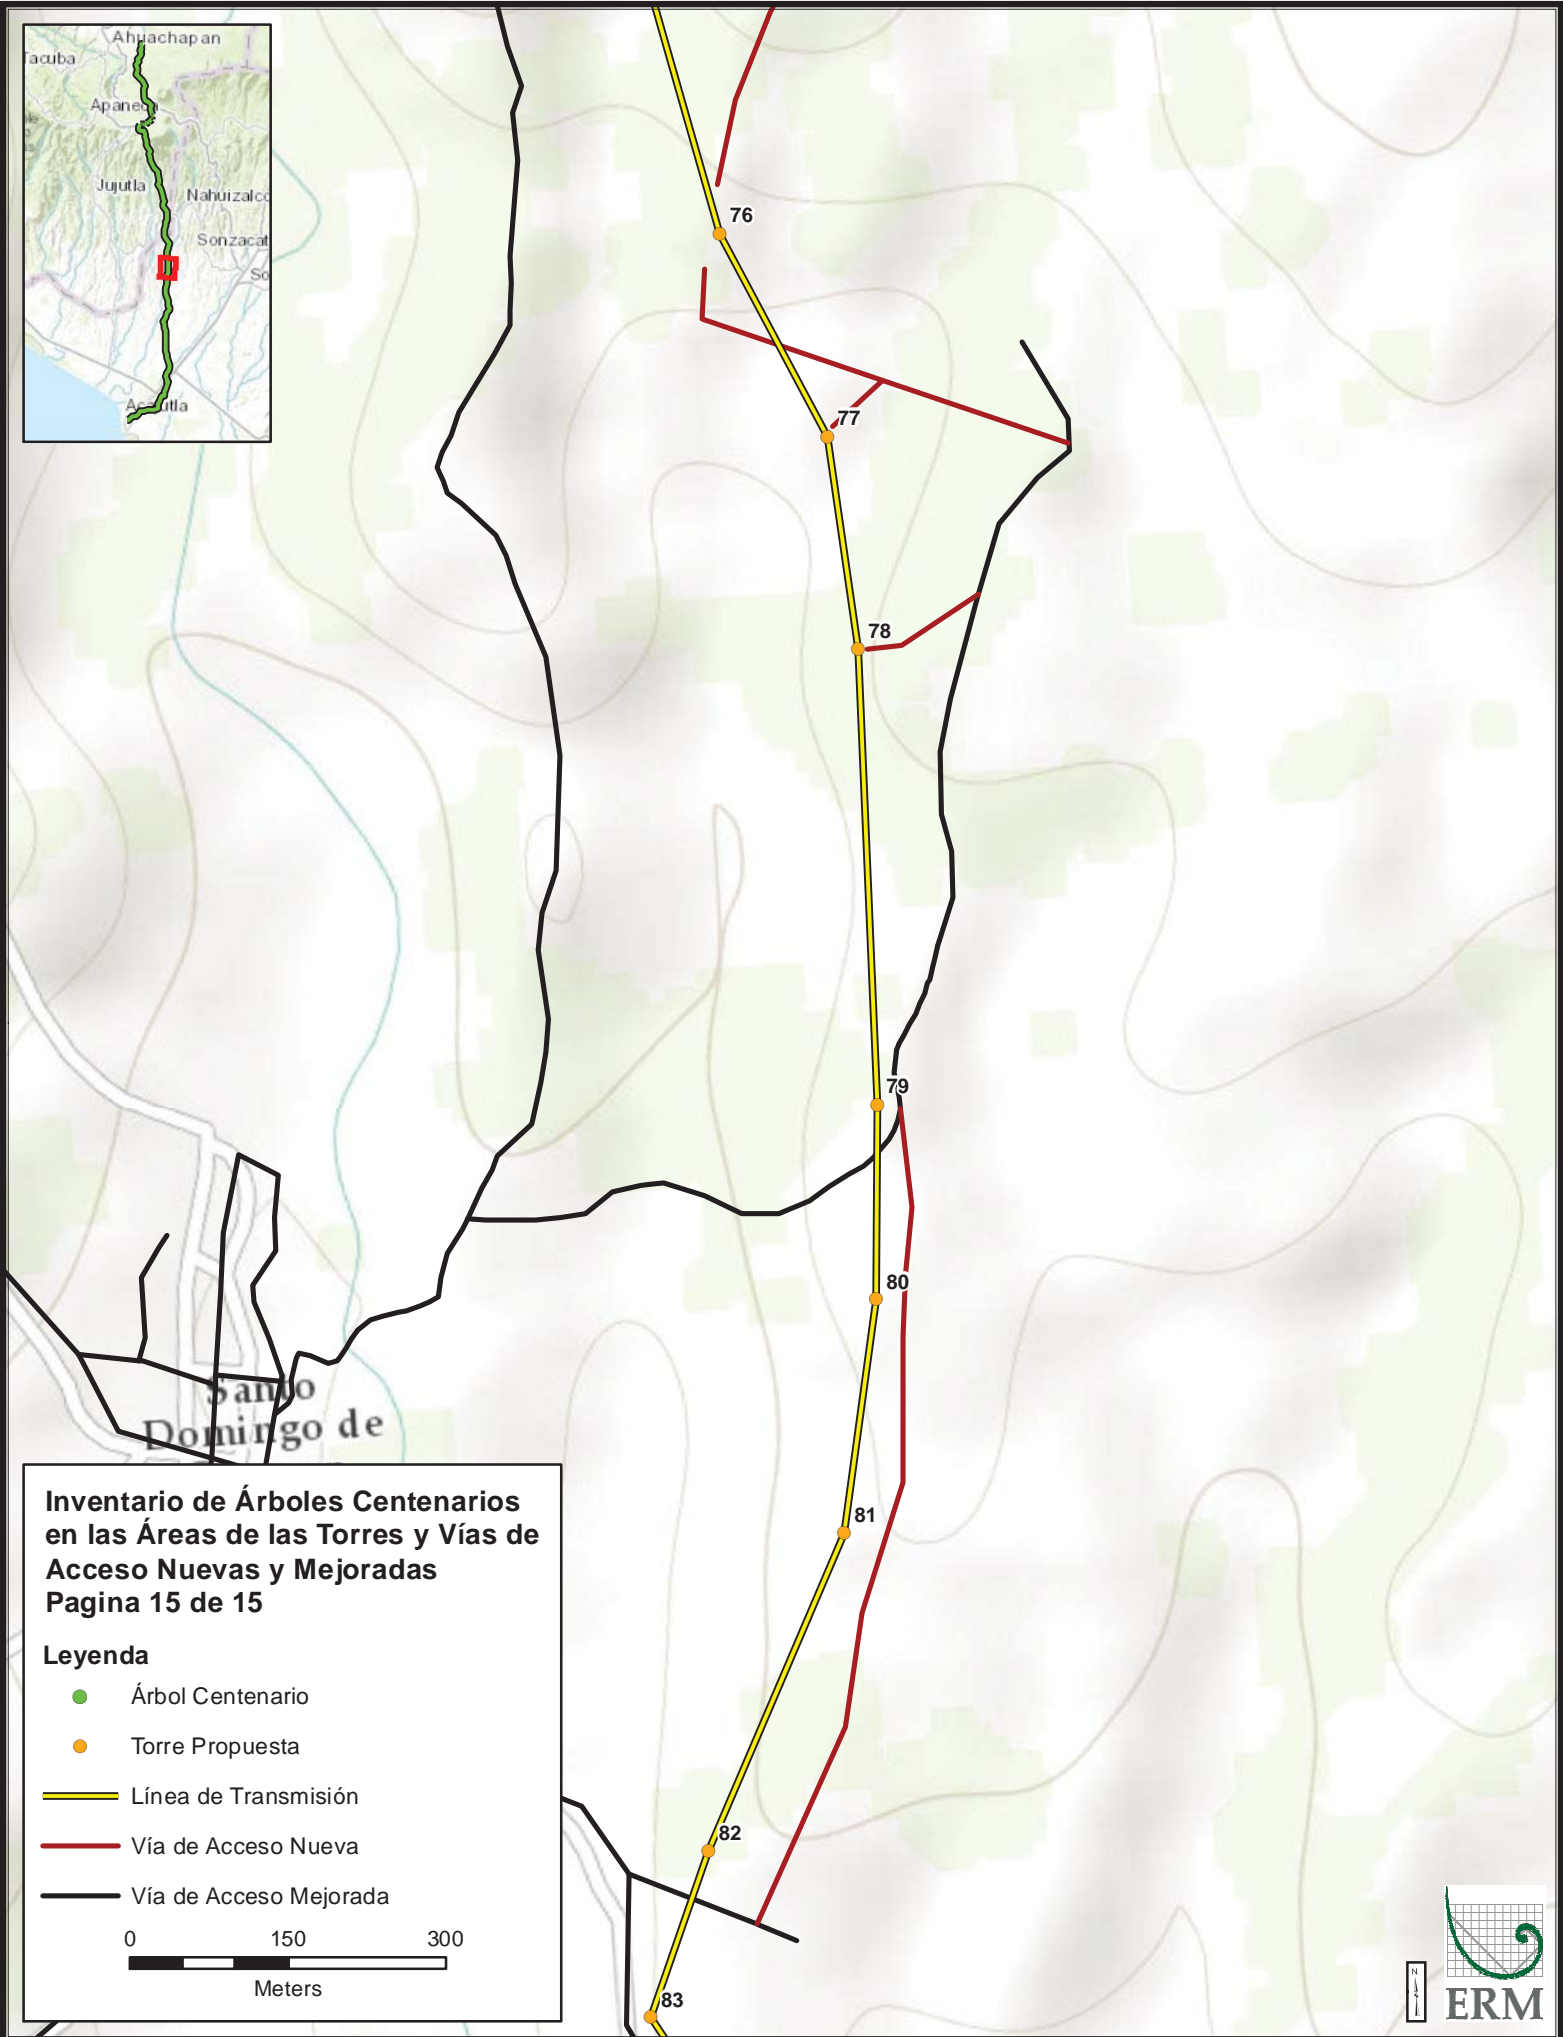 Ahuachapan
Tacuba
Jujutla
Nahuizalco
76
77
78
79
80
81
82
83
Santo
Domingo de
Inventario de Árboles Centenarios
en las Áreas de las Torres y Vías de
Acceso Nuevas y Mejoradas
Pagina 15 de 15
Leyenda
Árbol Centenario
Torre Propuesta
Línea de Transmisión
Vía de Acceso Nueva
Vía de Acceso Mejorada
0 150 300
Meters
N
ERM